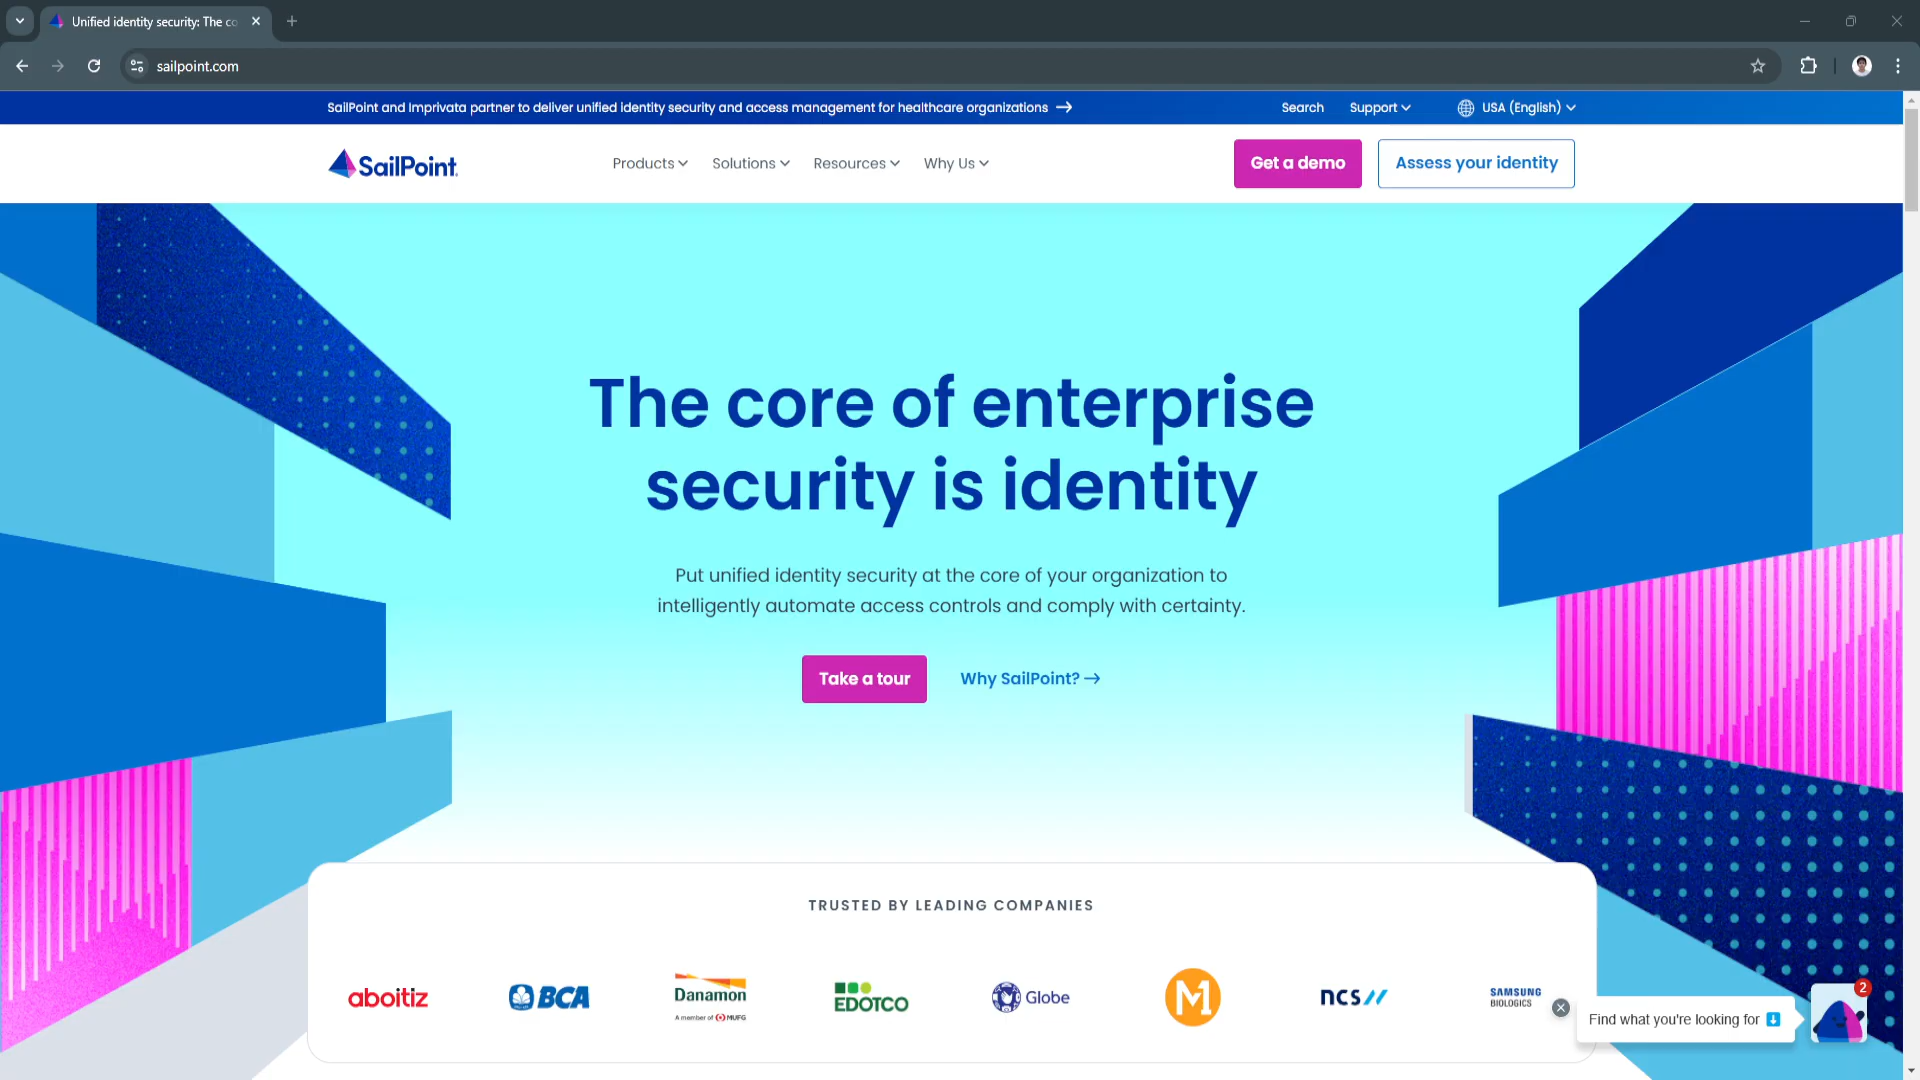 Unified identity security: The co
sailpoint.com
SailPoint and Imprivata partner to deliver unified identity security and access management for healthcare organizations →
Search
Support
USA (English)
SailPoint.
Products
Solutions
Resources
Why Us
Get a demo
Assess your identity
The core of enterprise
security is identity
Put unified identity security at the core of your organization to
intelligently automate access controls and comply with certainty.
Take a tour
Why SailPoint? →
TRUSTED BY LEADING COMPANIES
aboitiz
BCA
Danamon
A member of MUFG
EDOTCO
Globe
M1
ncs//
SAMSUNG
BIOLOGICS
Find what you're looking for
2